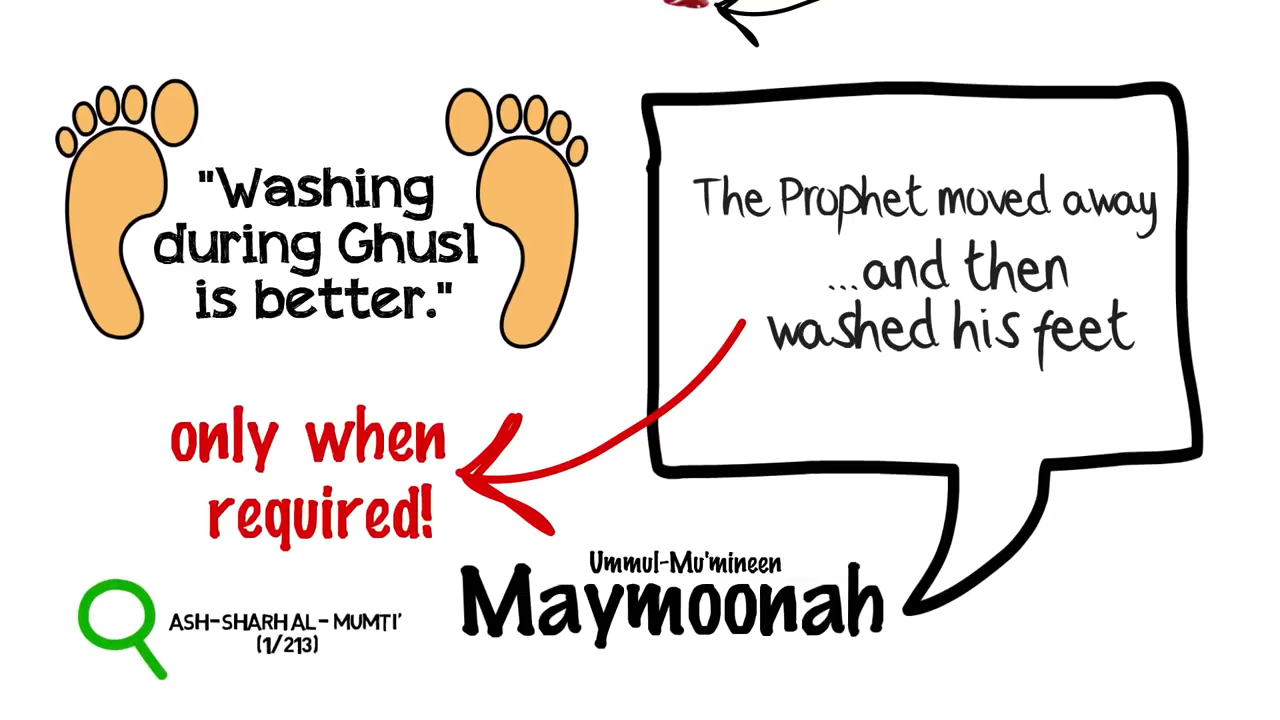 "Washing
during Ghusl
is better."
The Prophet moved away
...and then
washed his feet
only when
required!
Ummul-Mu'mineen
Maymoonah
ASH-SHARH AL-MUMTI'
(1/213)